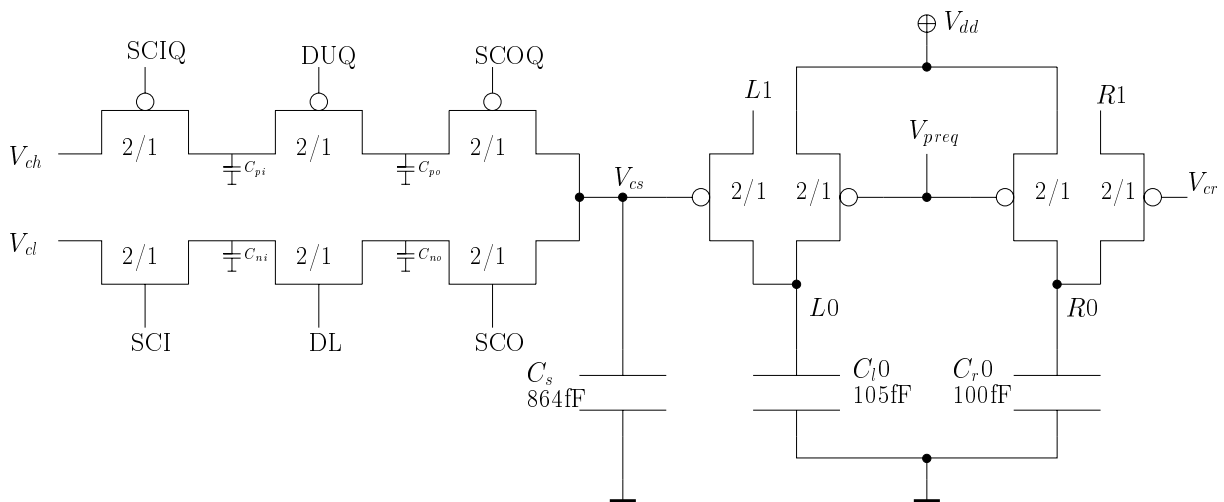 V_dd
SCIQ
DUQ
SCOQ
L1
R1
V_preq
V_ch
2/1
2/1
2/1
C_pi
C_po
V_cs
2/1
2/1
2/1
2/1
V_cr
V_cl
2/1
2/1
2/1
C_ni
C_no
L0
R0
SCI
DL
SCO
C_s
864fF
C_l0
105fF
C_r0
100fF